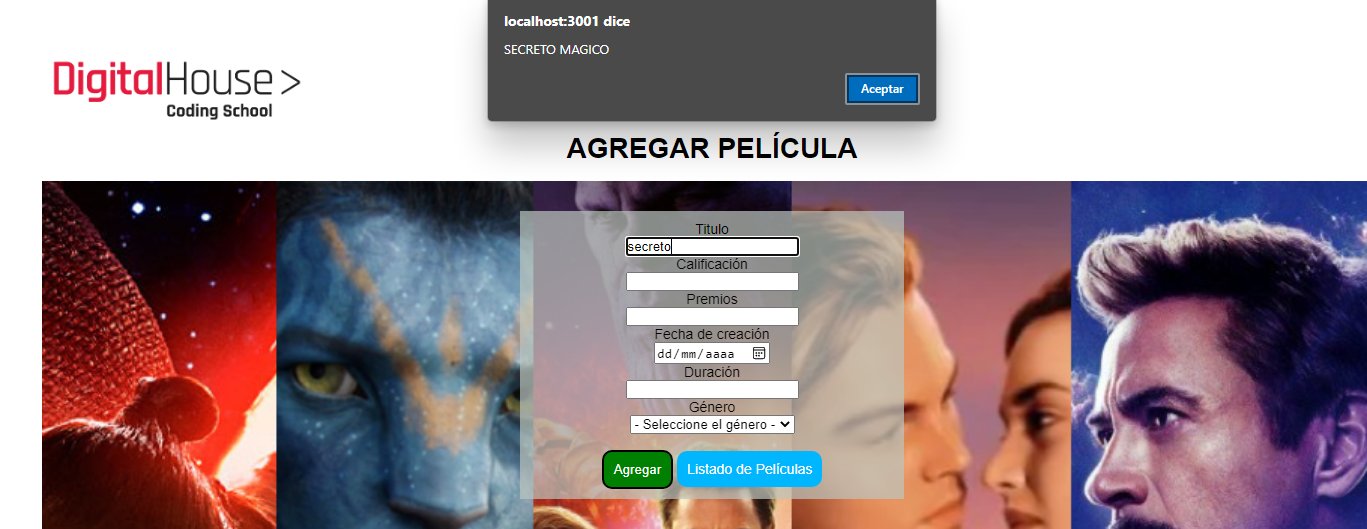 localhost:3001 dice
SECRETO MAGICO
Aceptar
DigitalHouse >
Coding School
AGREGAR PELÍCULA
Titulo
secreto
Calificación
Premios
Fecha de creación
dd/mm/aaaa
Duración
Género
- Seleccione el género -
Agregar
Listado de Películas